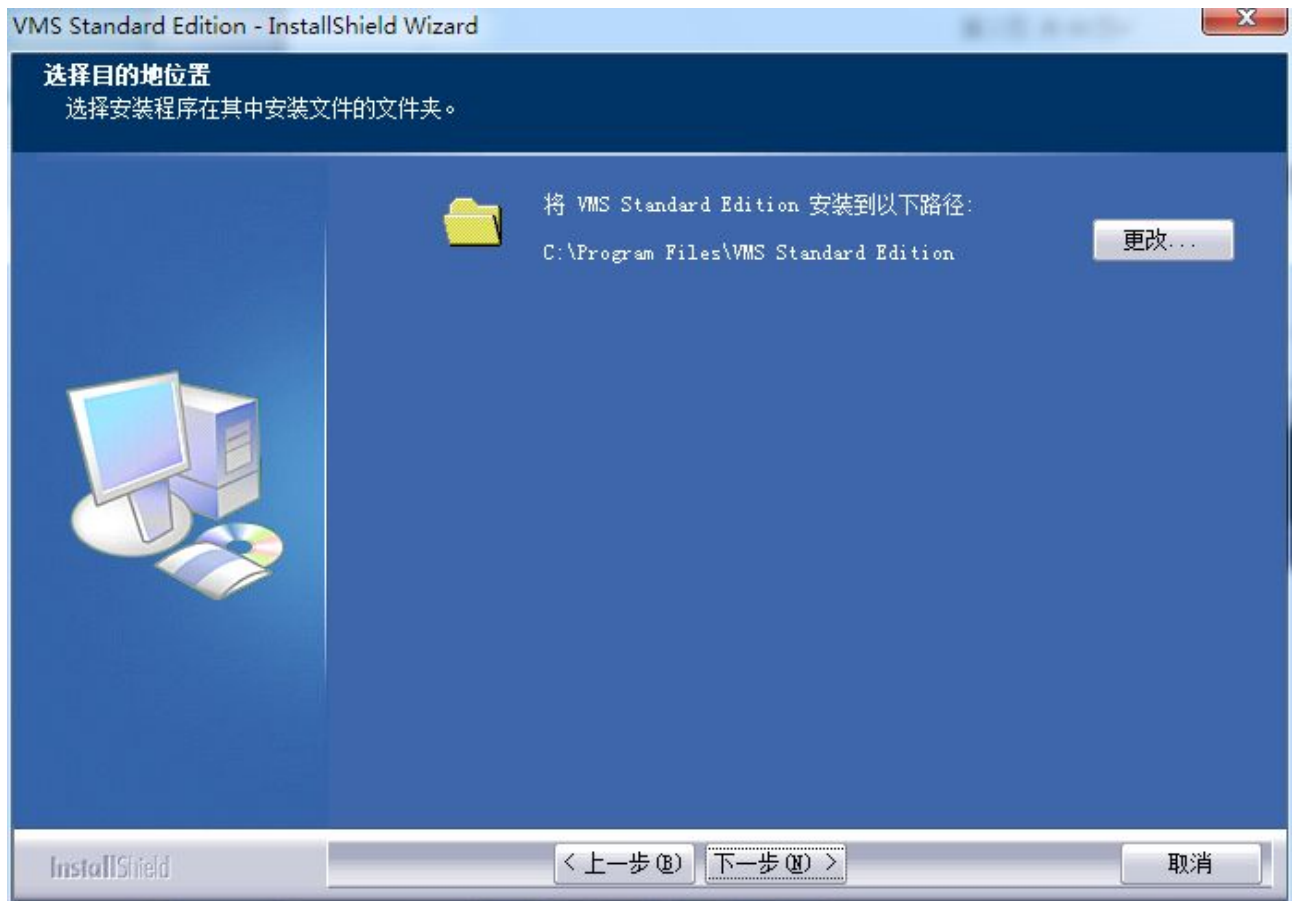 VMS Standard Edition - InstallShield Wizard
选择目的地位置
选择安装程序在其中安装文件的文件夹。
将 VMS Standard Edition 安装到以下路径:
C:\Program Files\VMS Standard Edition
更改...
InstallShield
< 上一步(B)
下一步(N) >
取消